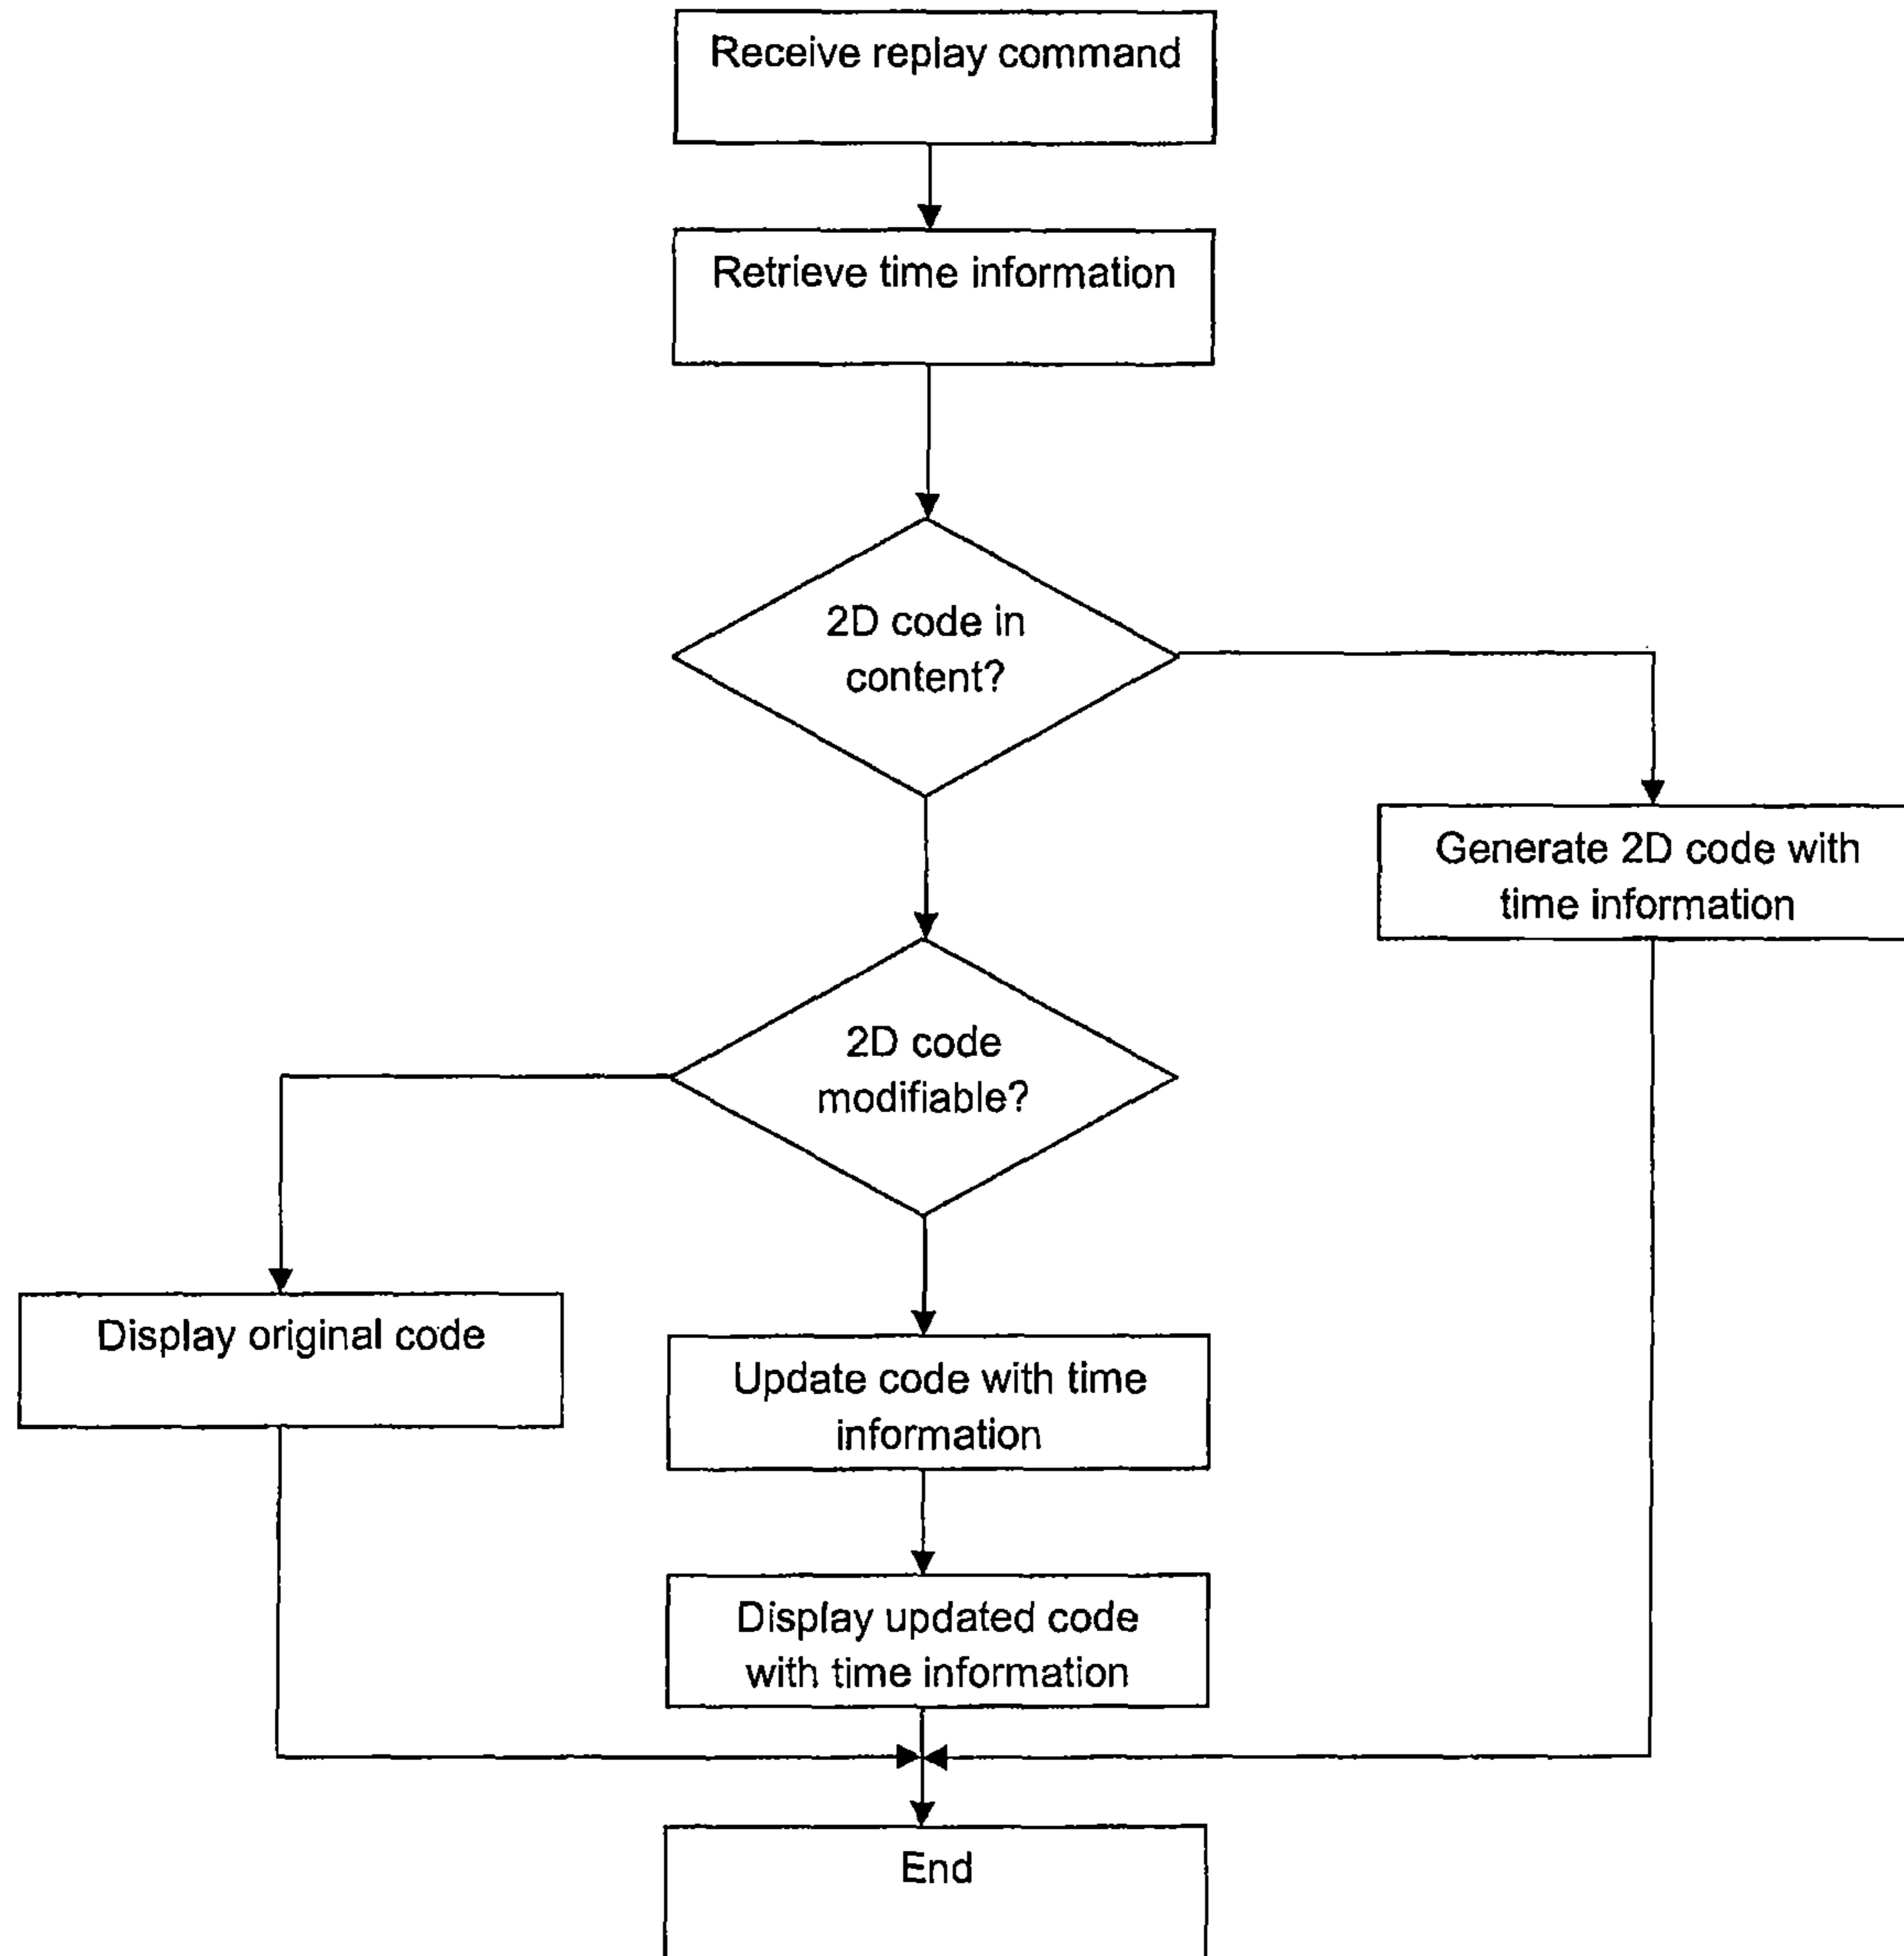 Receive replay command
Retrieve time information
2D code in
content?
Generate 2D code with
time information
2D code
modifiable?
Display original code
Update code with time
information
Display updated code
with time information
End